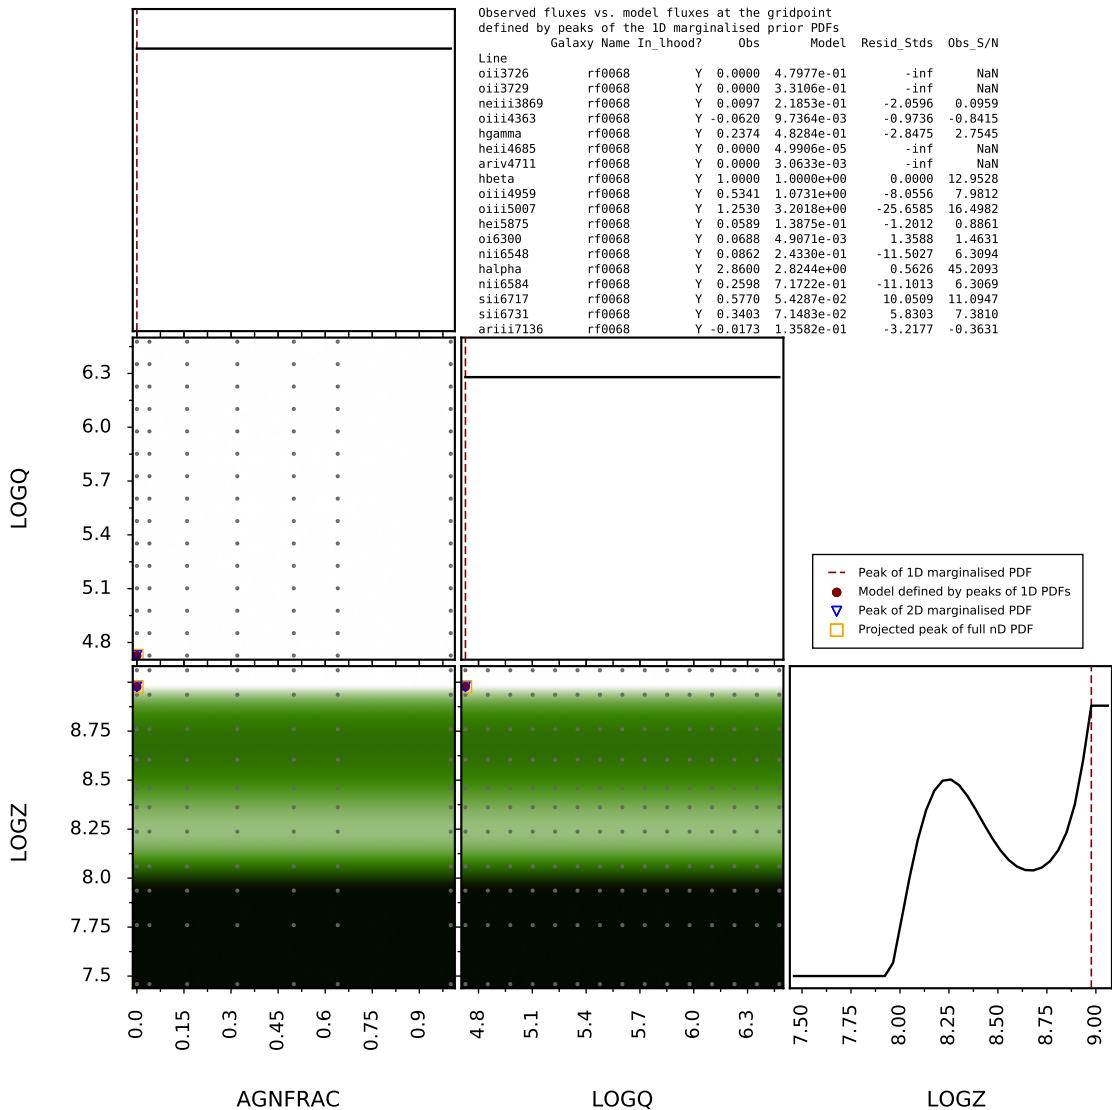 Observed fluxes vs. model fluxes at the gridpoint
defined by peaks of the 1D marginalised prior PDFs
Galaxy Name In_lhood? Obs Model Resid_Stds Obs_S/N
Line
oii3726 rf0068 Y 0.0000 4.7977e-01 -inf NaN
oii3729 rf0068 Y 0.0000 3.3106e-01 -inf NaN
neiii3869 rf0068 Y 0.0097 2.1853e-01 -2.0596 0.0959
oiii4363 rf0068 Y -0.0620 9.7364e-03 -0.9736 -0.8415
hgamma rf0068 Y 0.2374 4.8284e-01 -2.8475 2.7545
heii4685 rf0068 Y 0.0000 4.9906e-05 -inf NaN
ariv4711 rf0068 Y 0.0000 3.0633e-03 -inf NaN
hbeta rf0068 Y 1.0000 1.0000e+00 0.0000 12.9528
oiii4959 rf0068 Y 0.5341 1.0731e+00 -8.0556 7.9812
oiii5007 rf0068 Y 1.2530 3.2018e+00 -25.6585 16.4982
hei5875 rf0068 Y 0.0589 1.3875e-01 -1.2012 0.8861
oi6300 rf0068 Y 0.0688 4.9071e-03 1.3588 1.4631
nii6548 rf0068 Y 0.0862 2.4330e-01 -11.5027 6.3094
halpha rf0068 Y 2.8600 2.8244e+00 0.5626 45.2093
nii6584 rf0068 Y 0.2598 7.1722e-01 -11.1013 6.3069
sii6717 rf0068 Y 0.5770 5.4287e-02 10.0509 11.0947
sii6731 rf0068 Y 0.3403 7.1483e-02 5.8303 7.3810
ariii7136 rf0068 Y -0.0173 1.3582e-01 -3.2177 -0.3631
6.3
6.0
5.7
5.4
5.1
4.8
LOGQ
Peak of 1D marginalised PDF
Model defined by peaks of 1D PDFs
Peak of 2D marginalised PDF
Projected peak of full nD PDF
8.75
8.5
8.25
8.0
7.75
7.5
LOGZ
0.0 0.15 0.3 0.45 0.6 0.75 0.9
4.8 5.1 5.4 5.7 6.0 6.3
7.50 7.75 8.00 8.25 8.50 8.75 9.00
AGNFRAC LOGQ LOGZ